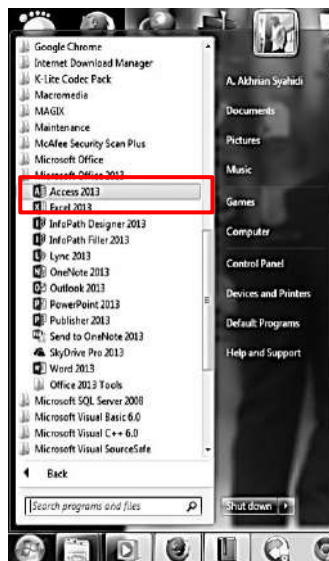 Google Chrome
Internet Download Manager
K-Lite Codec Pack
Macromedia
MAGIX
Maintenance
McAfee Security Scan Plus
Microsoft Office
Microsoft Office 2013
Access 2013
Excel 2013
InfoPath Designer 2013
InfoPath Filler 2013
Lync 2013
OneNote 2013
Outlook 2013
PowerPoint 2013
Publisher 2013
Send to OneNote 2013
SkyDrive Pro 2013
Word 2013
Office 2013 Tools
Microsoft SQL Server 2008
Microsoft Visual Basic 6.0
Microsoft Visual C++ 6.0
Microsoft Visual SourceSafe
Back
Search programs and files
A. Akhrian Syahidi
Documents
Pictures
Music
Games
Computer
Control Panel
Devices and Printers
Default Programs
Help and Support
Shut down